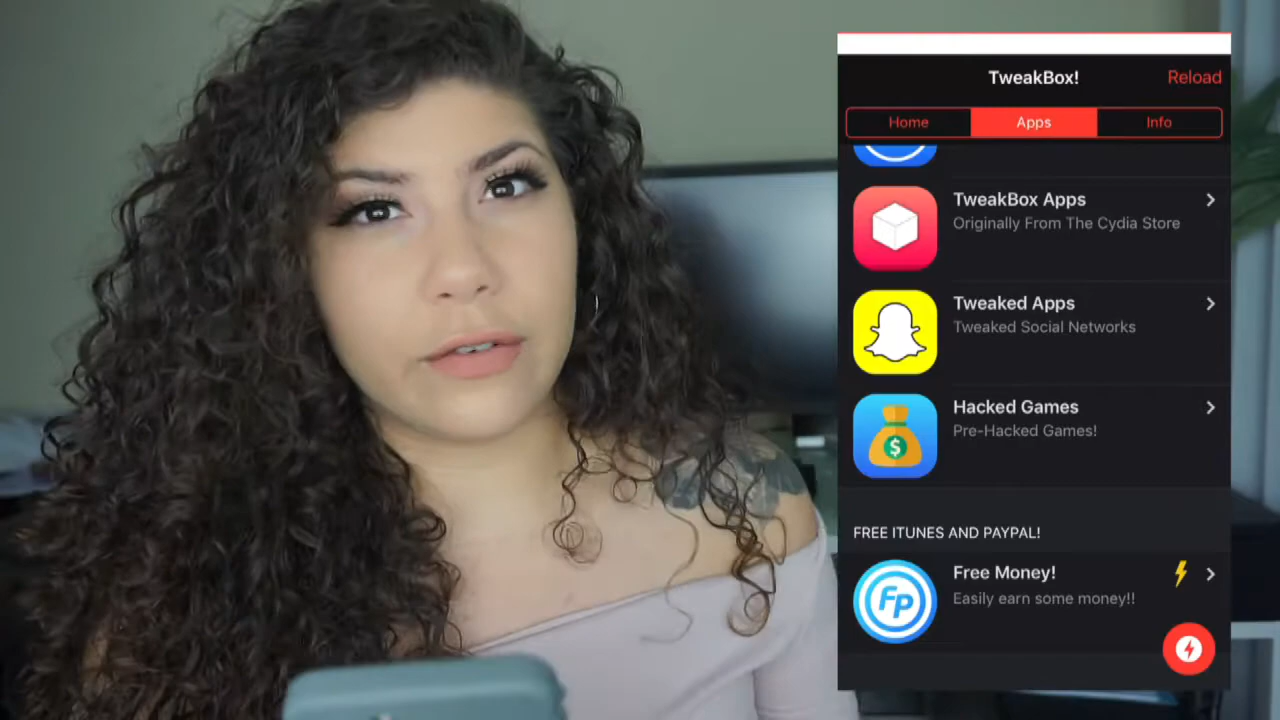 TweakBox!
Reload
Home
Apps
Info
TweakBox Apps
Originally From The Cydia Store
Tweaked Apps
Tweaked Social Networks
Hacked Games
Pre-Hacked Games!
$
FREE ITUNES AND PAYPAL!
Free Money!
Fp
Easily earn some money!!